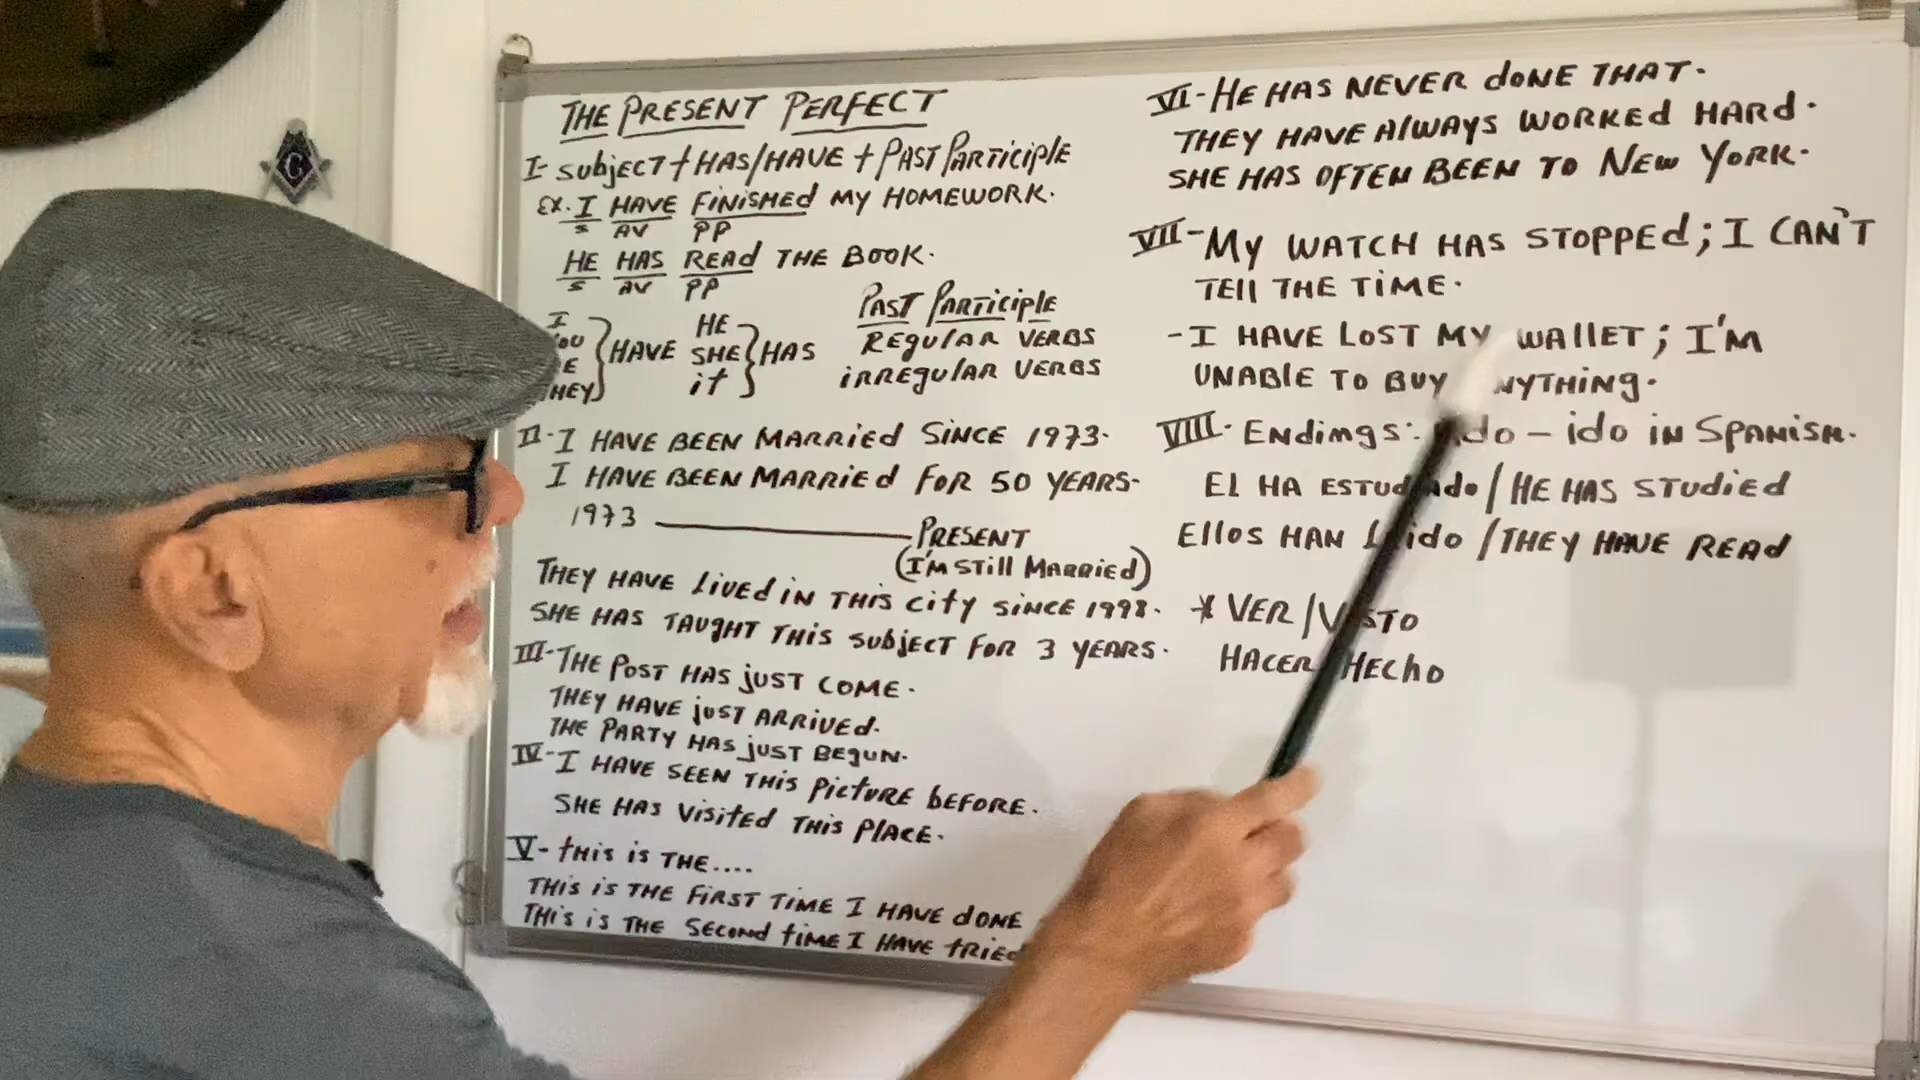 THE PRESENT PERFECT
I- SUBJECT + HAS/HAVE + PAST PARTICIPLE
EX. I HAVE FINISHED MY HOMEWORK.
S AV PP
HE HAS READ THE BOOK.
S AV PP
I
HAVE
HE
SHE
IT
HAS
PAST PARTICIPLE
REGULAR VERBS
IRREGULAR VERBS
II- I HAVE BEEN MARRIED SINCE 1973.
I HAVE BEEN MARRIED FOR 50 YEARS.
1973 PRESENT
(I'M STILL MARRIED)
THEY HAVE LIVED IN THIS CITY SINCE 1998.
SHE HAS TAUGHT THIS SUBJECT FOR 3 YEARS.
III- THE POST HAS JUST COME.
THEY HAVE JUST ARRIVED.
THE PARTY HAS JUST BEGUN.
IV- I HAVE SEEN THIS PICTURE BEFORE.
SHE HAS VISITED THIS PLACE.
V- THIS IS THE....
THIS IS THE FIRST TIME I HAVE DONE
THIS IS THE SECOND TIME I HAVE TRIED
VI- HE HAS NEVER DONE THAT.
THEY HAVE ALWAYS WORKED HARD.
SHE HAS OFTEN BEEN TO NEW YORK.
VII- MY WATCH HAS STOPPED; I CAN'T
TELL THE TIME.
- I HAVE LOST MY WALLET; I'M
UNABLE TO BUY
VIII- ENDINGS: - IDO IN SPANISH.
EL HA / HE HAS STUDIED
ELLOS HAN / THEY HAVE READ
* VER /
HACER HECHO
G